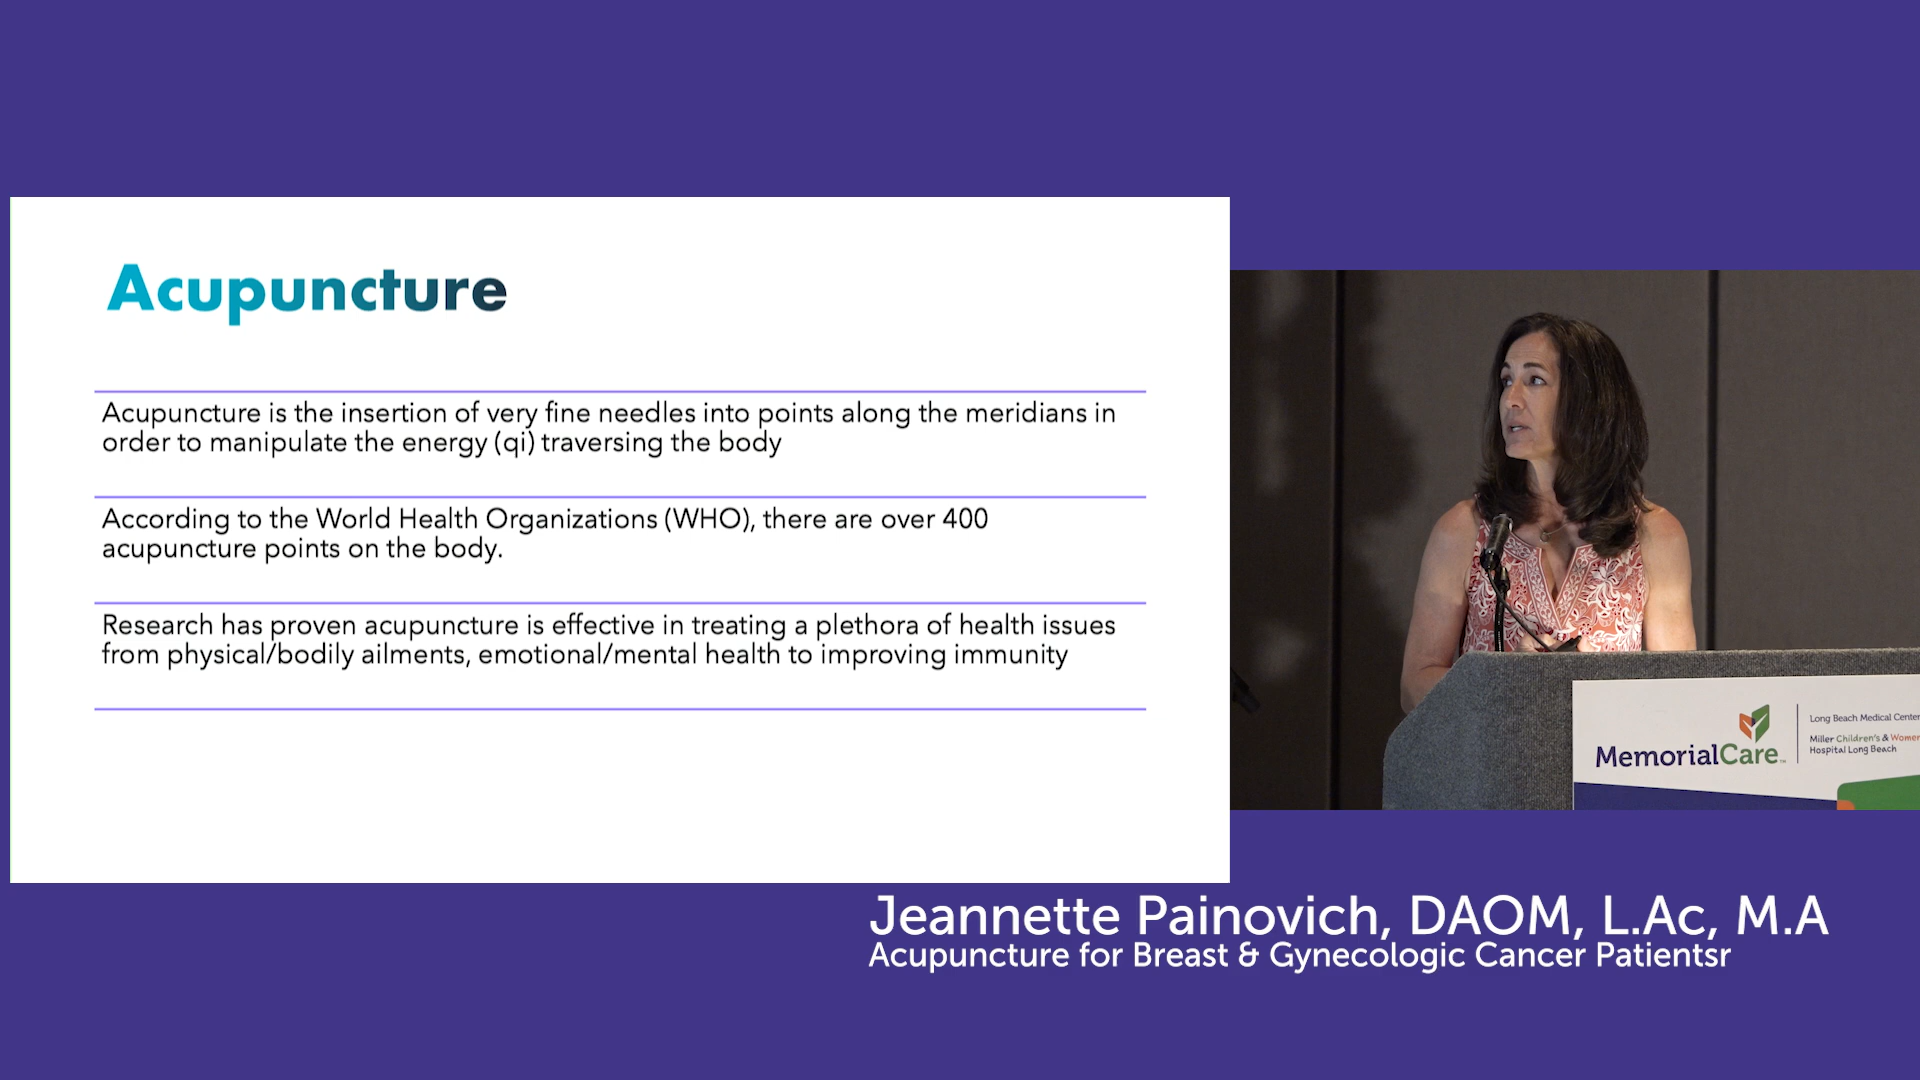 Acupuncture
Acupuncture is the insertion of very fine needles into points along the meridians in
order to manipulate the energy (qi) traversing the body
According to the World Health Organizations (WHO), there are over 400
acupuncture points on the body.
Research has proven acupuncture is effective in treating a plethora of health issues
from physical/bodily ailments, emotional/mental health to improving immunity
MemorialCare™
Long Beach Medical Center
Miller Children's & Women
Hospital Long Beach
Jeannette Painovich, DAOM, L.Ac, M.A
Acupuncture for Breast & Gynecologic Cancer Patientsr